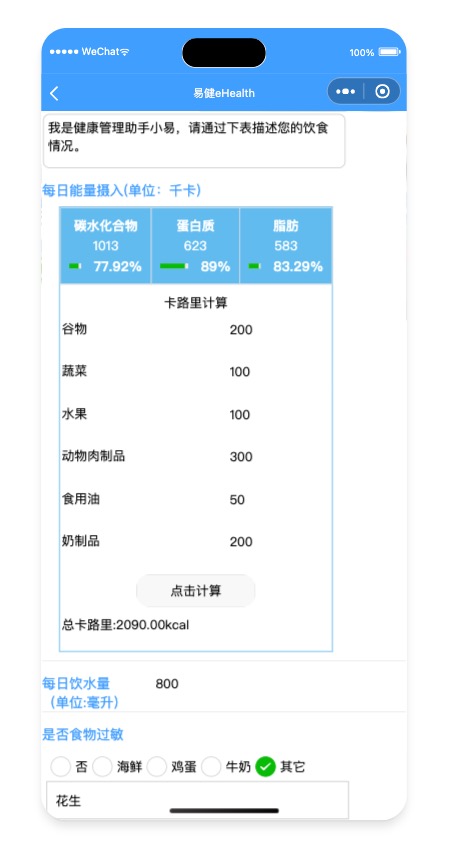 WeChat 100%
易健eHealth
我是健康管理助手小易，请通过下表描述您的饮食
情况。
每日能量摄入(单位：千卡)
碳水化合物 蛋白质 脂肪
1013 623 583
77.92% 89% 83.29%
卡路里计算
谷物 200
蔬菜 100
水果 100
动物肉制品 300
食用油 50
奶制品 200
点击计算
总卡路里:2090.00kcal
每日饮水量 800
(单位:毫升)
是否食物过敏
否 海鲜 鸡蛋 牛奶 其它
花生